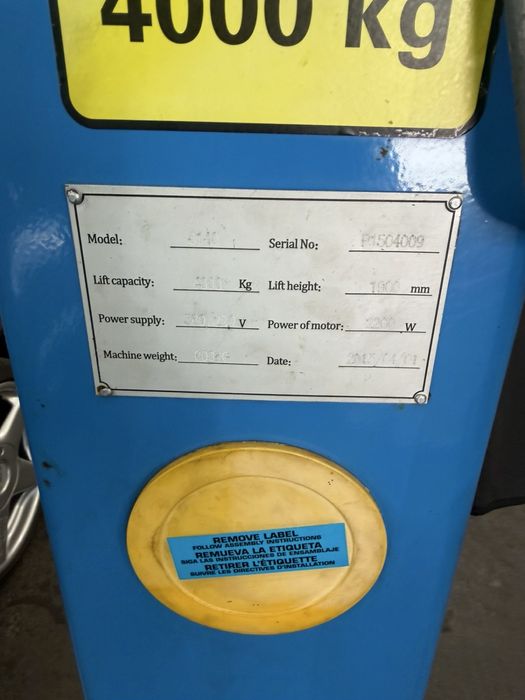 4000 kg
Model: Serial No: P1504009
Lift capacity: Kg Lift height: mm
Power supply: V Power of motor: 2200 W
Machine weight: Date:
REMOVE LABEL
FOLLOW ASSEMBLY INSTRUCTIONS
REMUEVA LA ETIQUETA
SIGA LAS INSTRUCCIONES DE ENSAMBLAJE
RETIRER L'ÉTIQUETTE
SUIVRE LES DIRECTIVES D'INSTALLATION